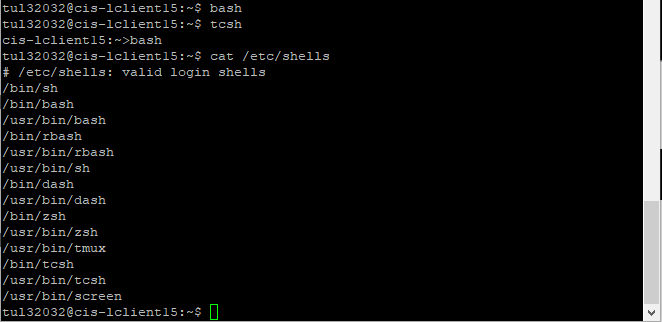 tul32032@cis-lclient15:~$ bash
tul32032@cis-lclient15:~$ tcsh
cis-lclient15:~>bash
tul32032@cis-lclient15:~$ cat /etc/shells
# /etc/shells: valid login shells
/bin/sh
/bin/bash
/usr/bin/bash
/bin/rbash
/usr/bin/rbash
/usr/bin/sh
/bin/dash
/usr/bin/dash
/bin/zsh
/usr/bin/zsh
/usr/bin/tmux
/bin/tcsh
/usr/bin/tcsh
/usr/bin/screen
tul32032@cis-lclient15:~$